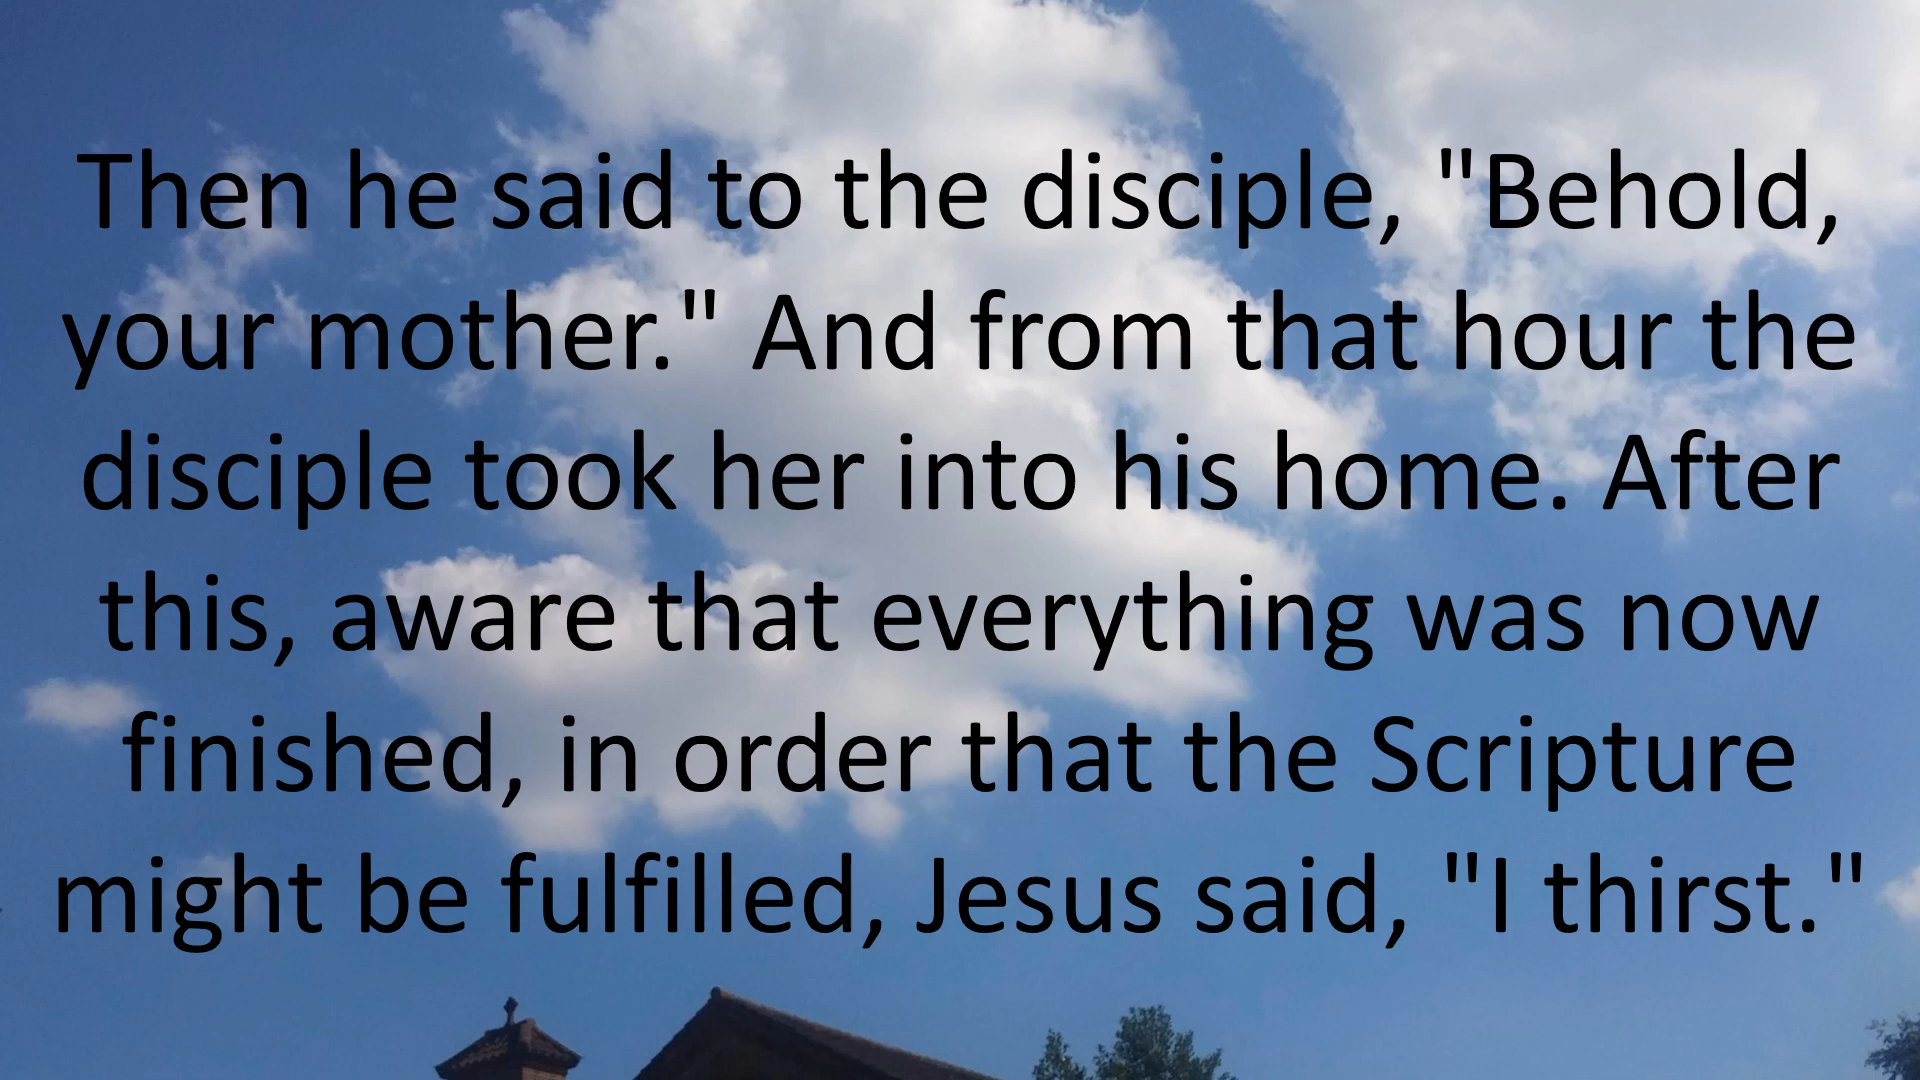 Then he said to the disciple, "Behold,
your mother." And from that hour the
disciple took her into his home. After
this, aware that everything was now
finished, in order that the Scripture
might be fulfilled, Jesus said, "I thirst."